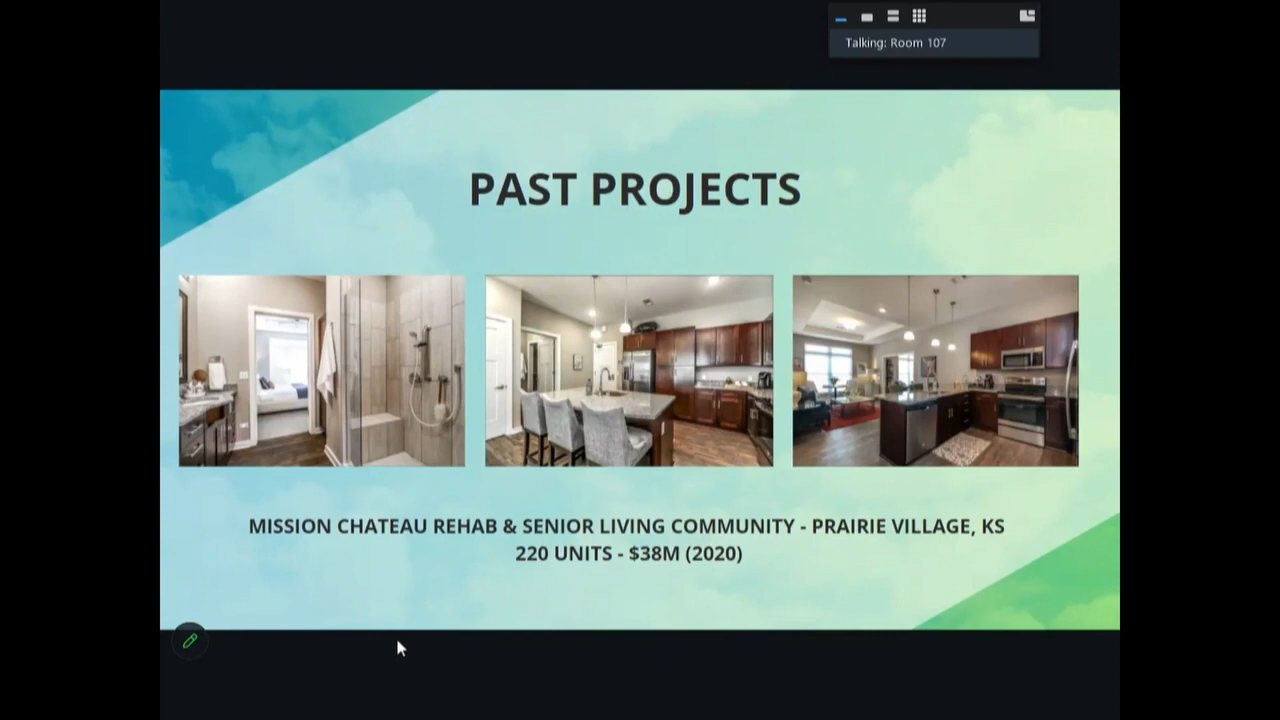 Talking: Room 107
PAST PROJECTS
MISSION CHATEAU REHAB & SENIOR LIVING COMMUNITY - PRAIRIE VILLAGE, KS
220 UNITS - $38M (2020)